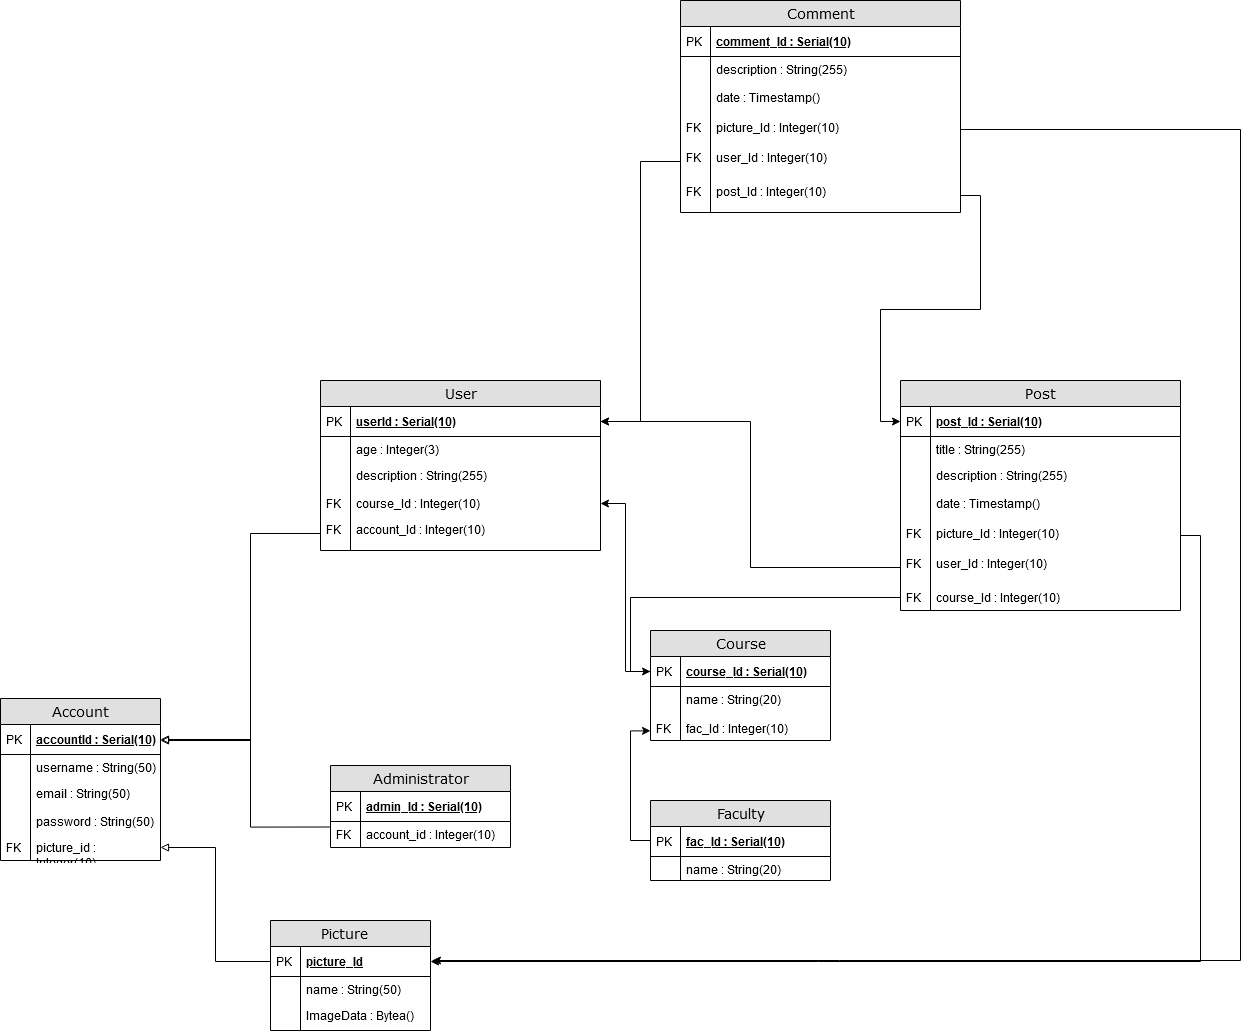 Comment
PK comment_Id : Serial(10)
description : String(255)
date : Timestamp()
FK picture_Id : Integer(10)
FK user_Id : Integer(10)
FK post_Id : Integer(10)
User
PK userId : Serial(10)
age : Integer(3)
description : String(255)
FK course_Id : Integer(10)
FK account_Id : Integer(10)
Post
PK post_Id : Serial(10)
title : String(255)
description : String(255)
date : Timestamp()
FK picture_Id : Integer(10)
FK user_Id : Integer(10)
FK course_Id : Integer(10)
Course
PK course_Id : Serial(10)
name : String(20)
FK fac_Id : Integer(10)
Account
PK accountId : Serial(10)
username : String(50)
email : String(50)
password : String(50)
FK picture_id :
Integer(10)
Administrator
PK admin_Id : Serial(10)
FK account_id : Integer(10)
Faculty
PK fac_Id : Serial(10)
name : String(20)
Picture
PK picture_Id
name : String(50)
ImageData : Bytea()